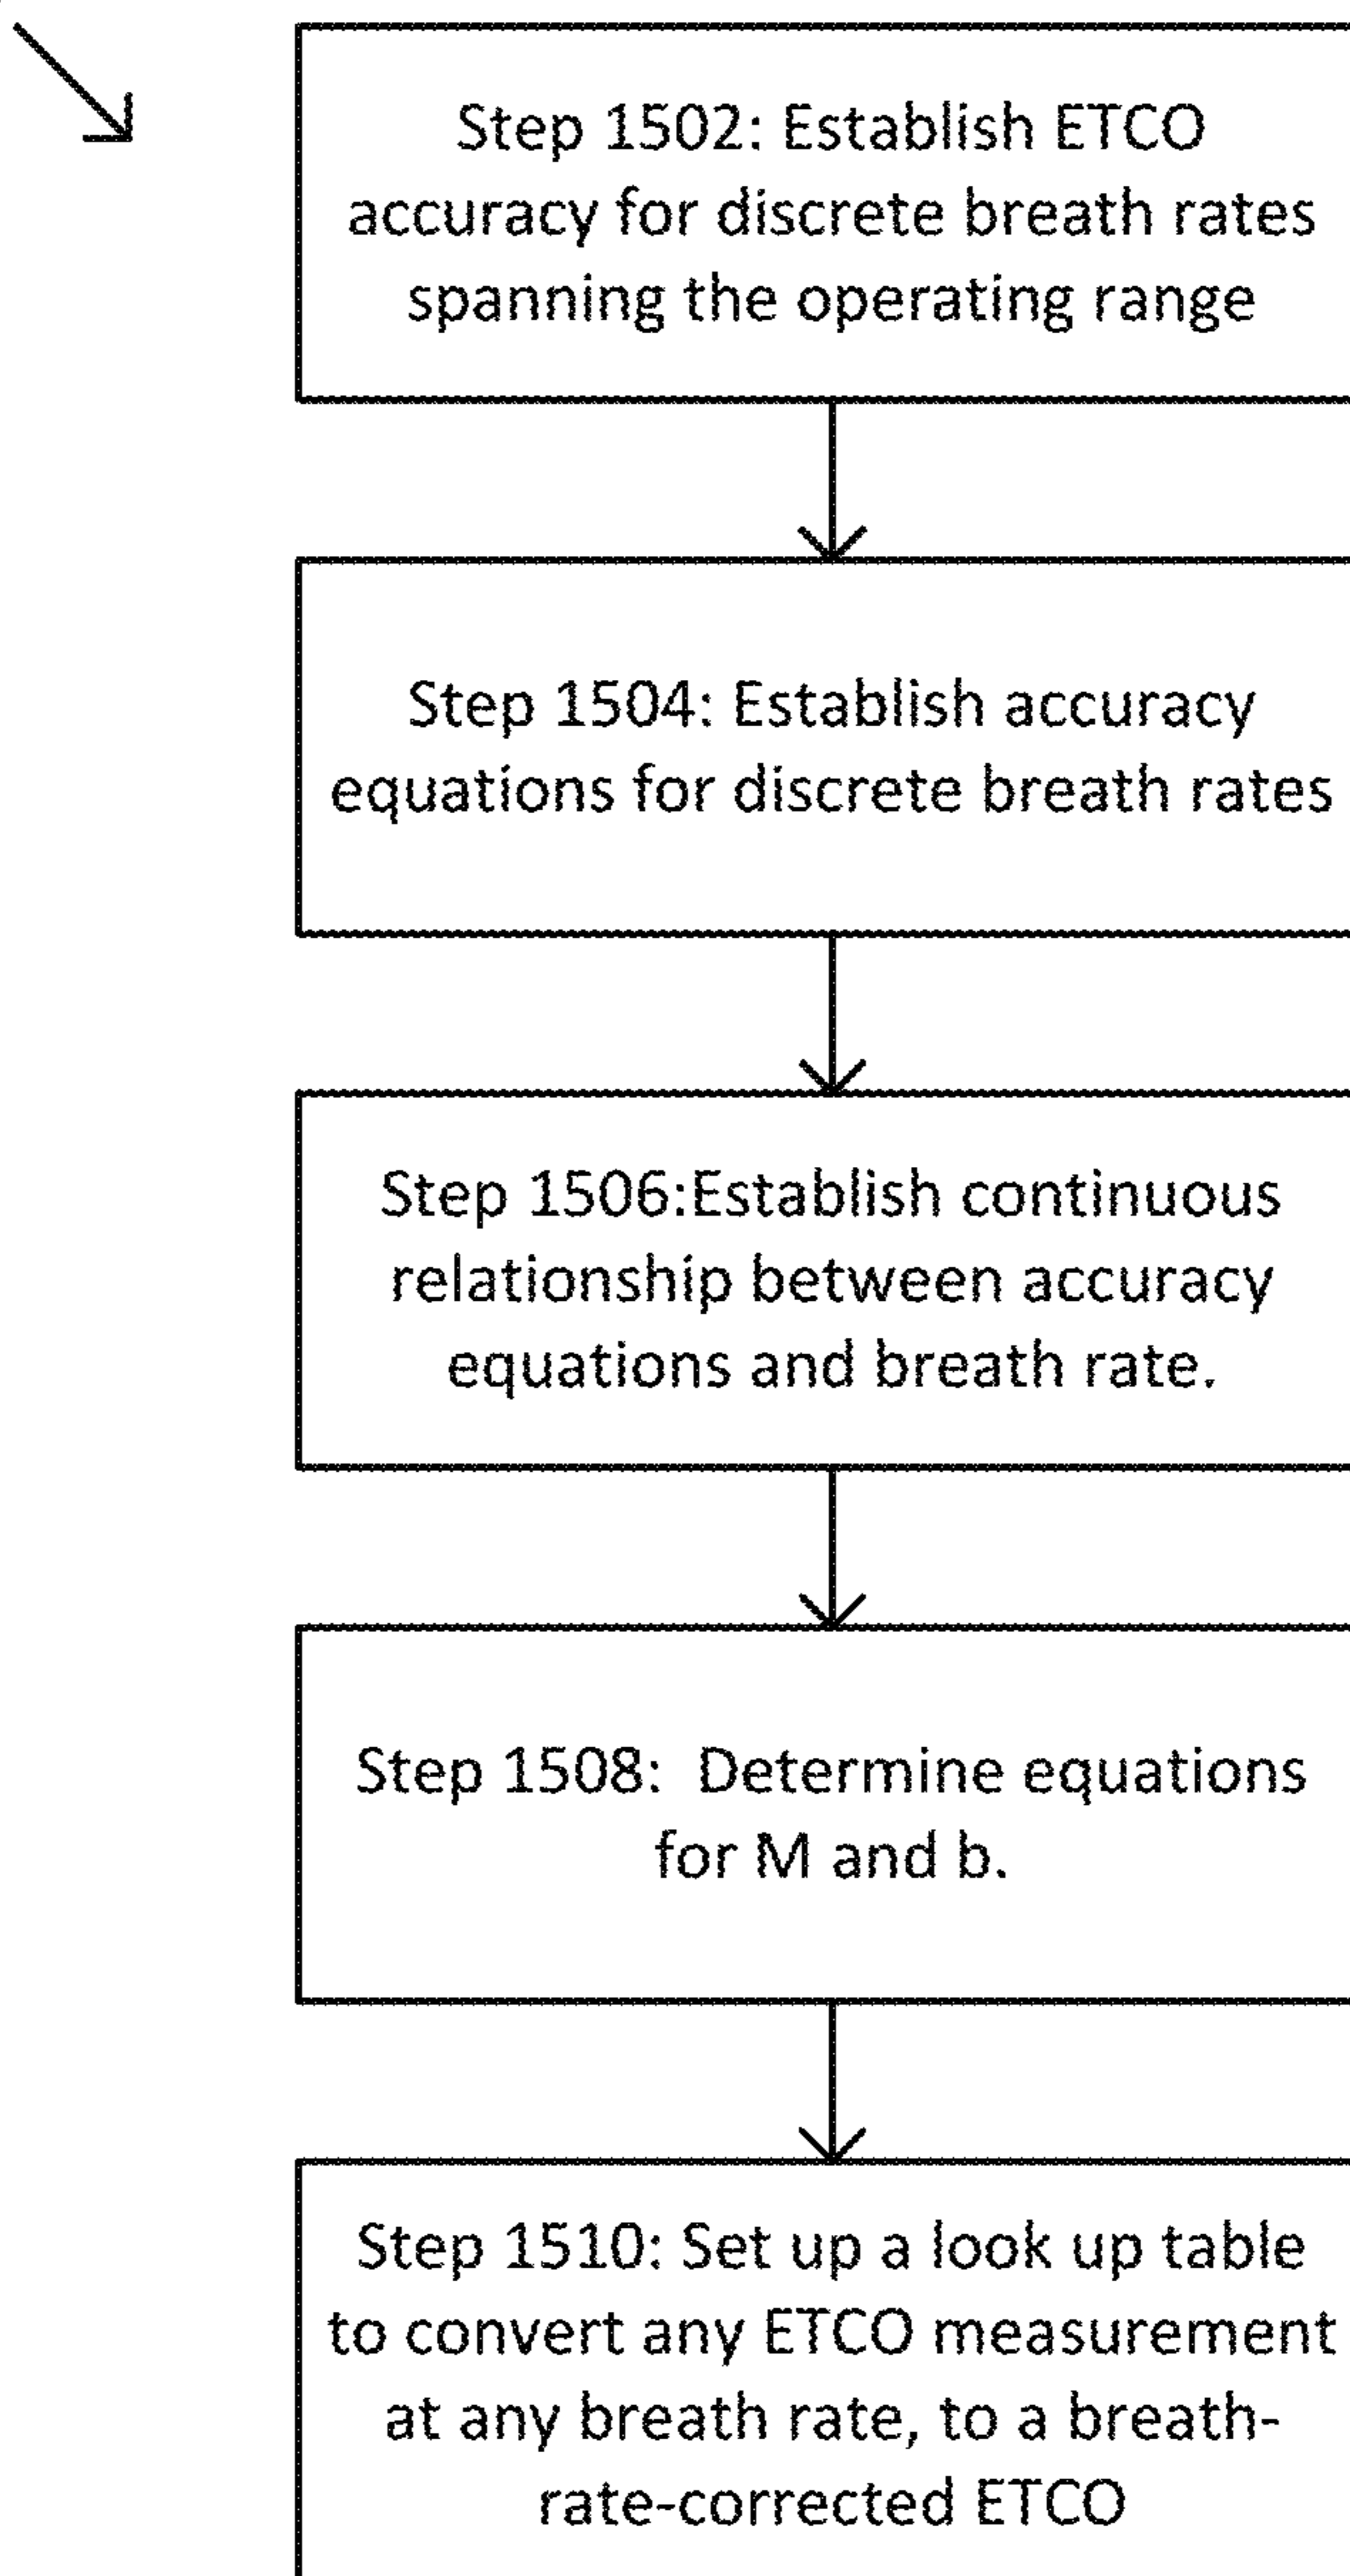 Step 1502: Establish ETCO
accuracy for discrete breath rates
spanning the operating range
Step 1504: Establish accuracy
equations for discrete breath rates
Step 1506:Establish continuous
relationship between accuracy
equations and breath rate.
Step 1508:  Determine equations
for M and b.
Step 1510: Set up a look up table
to convert any ETCO measurement
at any breath rate, to a breath-
rate-corrected ETCO